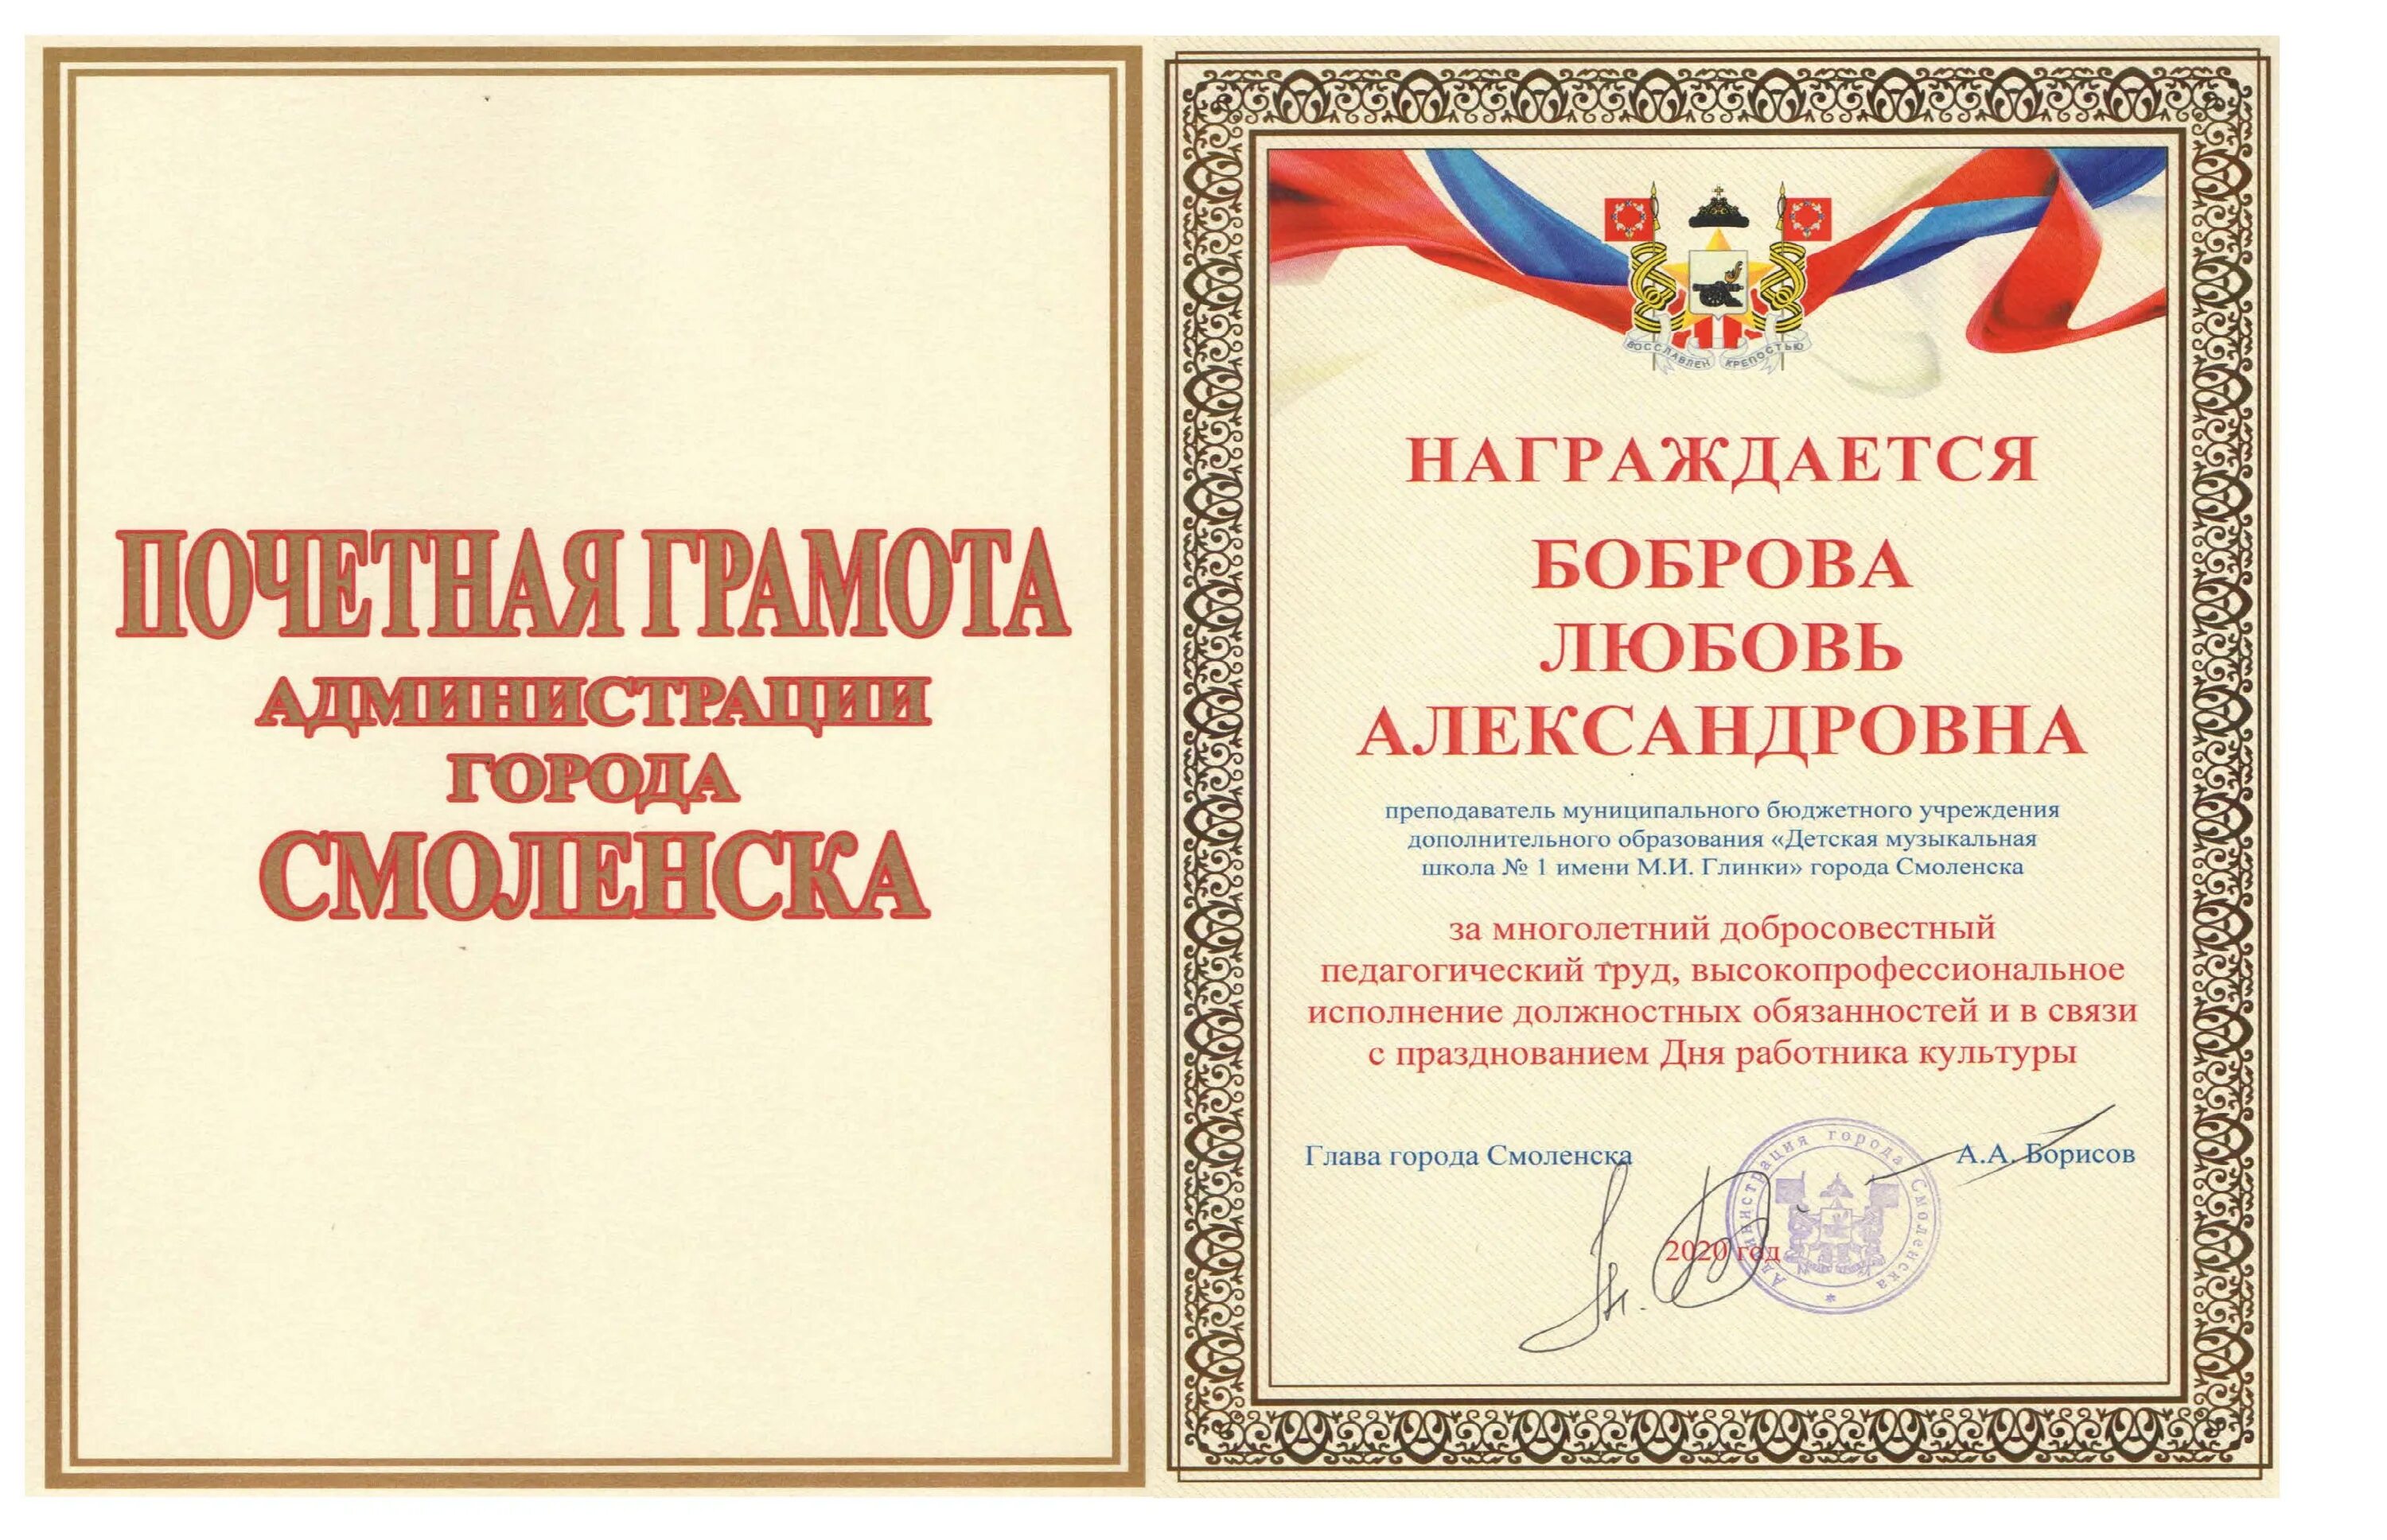 ПОЧЕТНАЯ ГРАМОТА
АДМИНИСТРАЦИИ
ГОРОДА
СМОЛЕНСКА
ВОССЛАВЛЕН КРЕПОСТЬЮ
НАГРАЖДАЕТСЯ
БОБРОВА
ЛЮБОВЬ
АЛЕКСАНДРОВНА
преподаватель муниципального бюджетного учреждения
дополнительного образования «Детская музыкальная
школа № 1 имени М.И. Глинки» города Смоленска
за многолетний добросовестный
педагогический труд, высокопрофессиональное
исполнение должностных обязанностей и в связи
с празднованием Дня работника культуры
Глава города Смоленска
А.А. Борисов
Администрация города Смоленска
2020 год